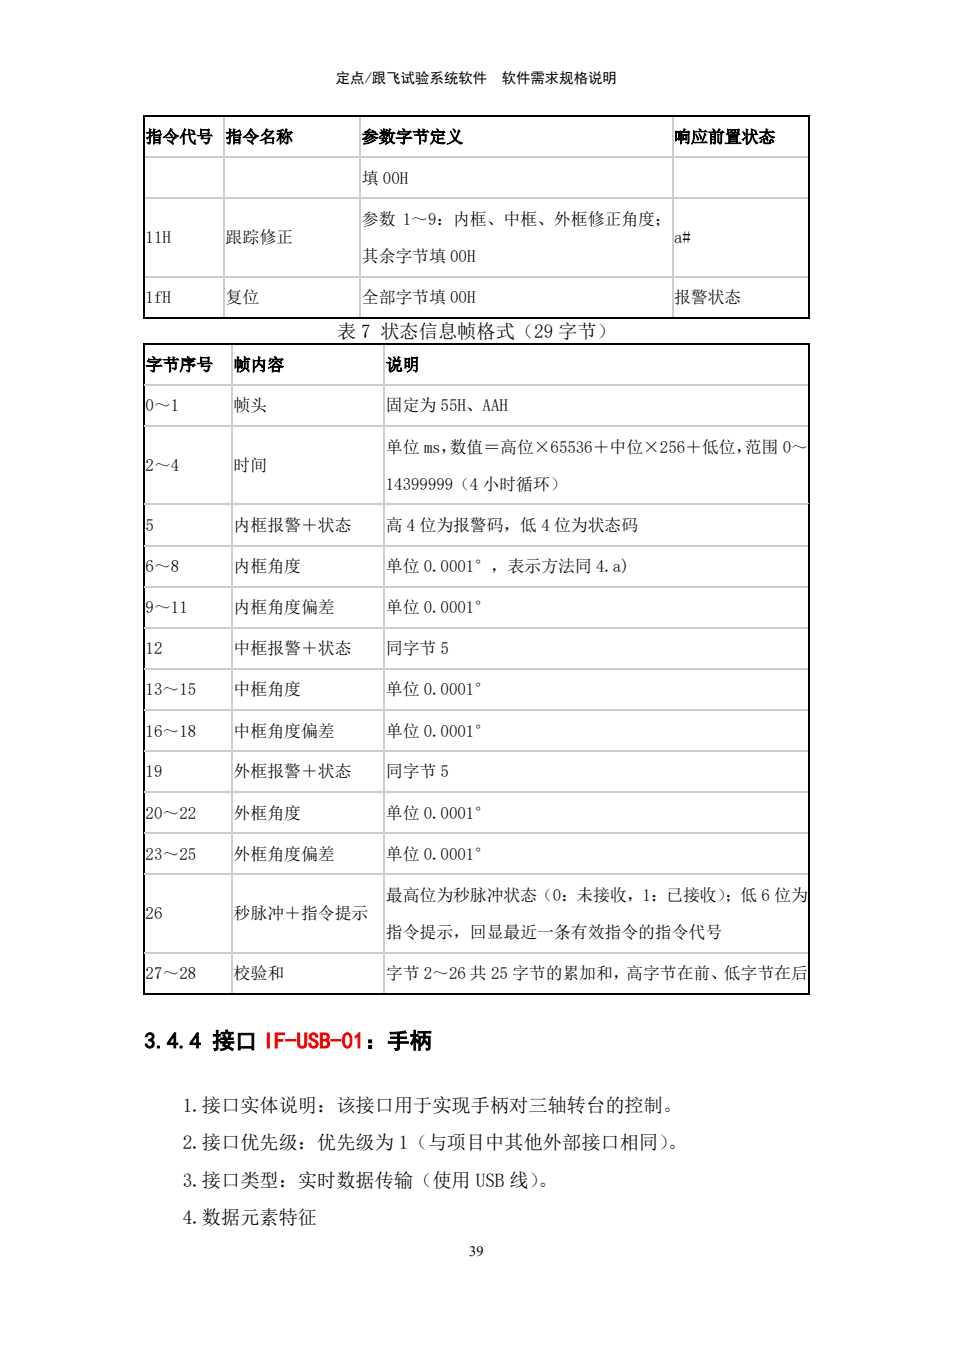 定点/跟飞试验系统软件 软件需求规格说明
指令代号 指令名称 参数字节定义 响应前置状态
填 00H
11H 跟踪修正 参数 1～9：内框、中框、外框修正角度；
其余字节填 00H a#
1fH 复位 全部字节填 00H 报警状态
表 7 状态信息帧格式（29 字节）
字节序号 帧内容 说明
0～1 帧头 固定为 55H、AAH
2～4 时间 单位 ms，数值＝高位×65536＋中位×256＋低位，范围 0～
14399999（4 小时循环）
5 内框报警＋状态 高 4 位为报警码，低 4 位为状态码
6～8 内框角度 单位 0.0001°，表示方法同 4.a)
9～11 内框角度偏差 单位 0.0001°
12 中框报警＋状态 同字节 5
13～15 中框角度 单位 0.0001°
16～18 中框角度偏差 单位 0.0001°
19 外框报警＋状态 同字节 5
20～22 外框角度 单位 0.0001°
23～25 外框角度偏差 单位 0.0001°
26 秒脉冲＋指令提示 最高位为秒脉冲状态（0：未接收，1：已接收）；低 6 位为
指令提示，回显最近一条有效指令的指令代号
27～28 校验和 字节 2～26 共 25 字节的累加和，高字节在前、低字节在后
3.4.4 接口 IF-USB-01：手柄
1.接口实体说明：该接口用于实现手柄对三轴转台的控制。
2.接口优先级：优先级为 1（与项目中其他外部接口相同）。
3.接口类型：实时数据传输（使用 USB 线）。
4.数据元素特征
39